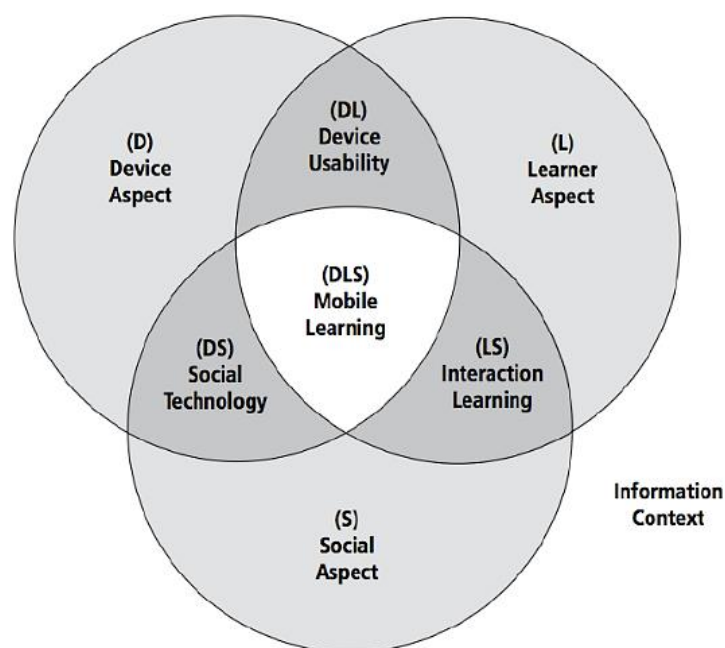 (DL)
Device
Usability
(D)
Device
Aspect
(L)
Learner
Aspect
(DLS)
Mobile
Learning
(DS)
Social
Technology
(LS)
Interaction
Learning
Information
Context
(S)
Social
Aspect